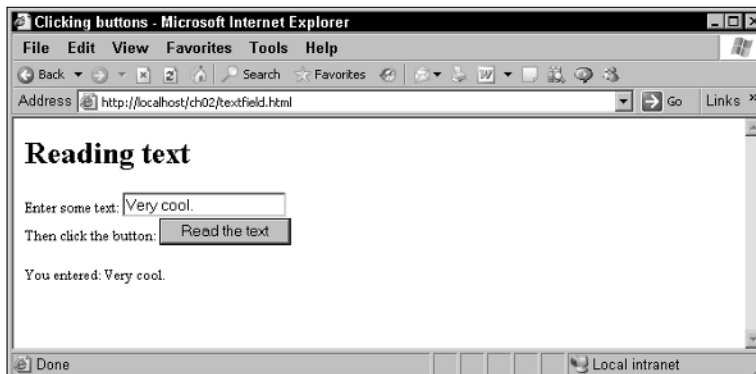 Clicking buttons - Microsoft Internet Explorer
File Edit View Favorites Tools Help
Back Search Favorites
Address http://localhost/ch02/textfield.html Go Links »
Reading text
Enter some text: Very cool.
Then click the button: Read the text
You entered: Very cool.
Done Local intranet